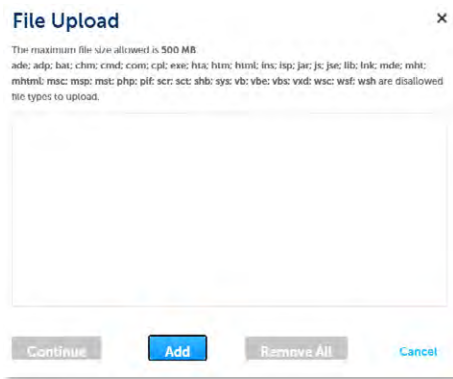 File Upload
×
The maximum file size allowed is 500 MB
ade; adp; bat; chm; cmd; com; cpl; exe; hta; htm; html; ins; isp; jar; js; jse; lib; lnk; mde; mht;
mhtml; msc; msp; mst; php; pif; scr; sct; shb; sys; vb; vbe; vbs; vxd; wsc; wsf; wsh are disallowed
file types to upload.
Continue Add Remove All Cancel